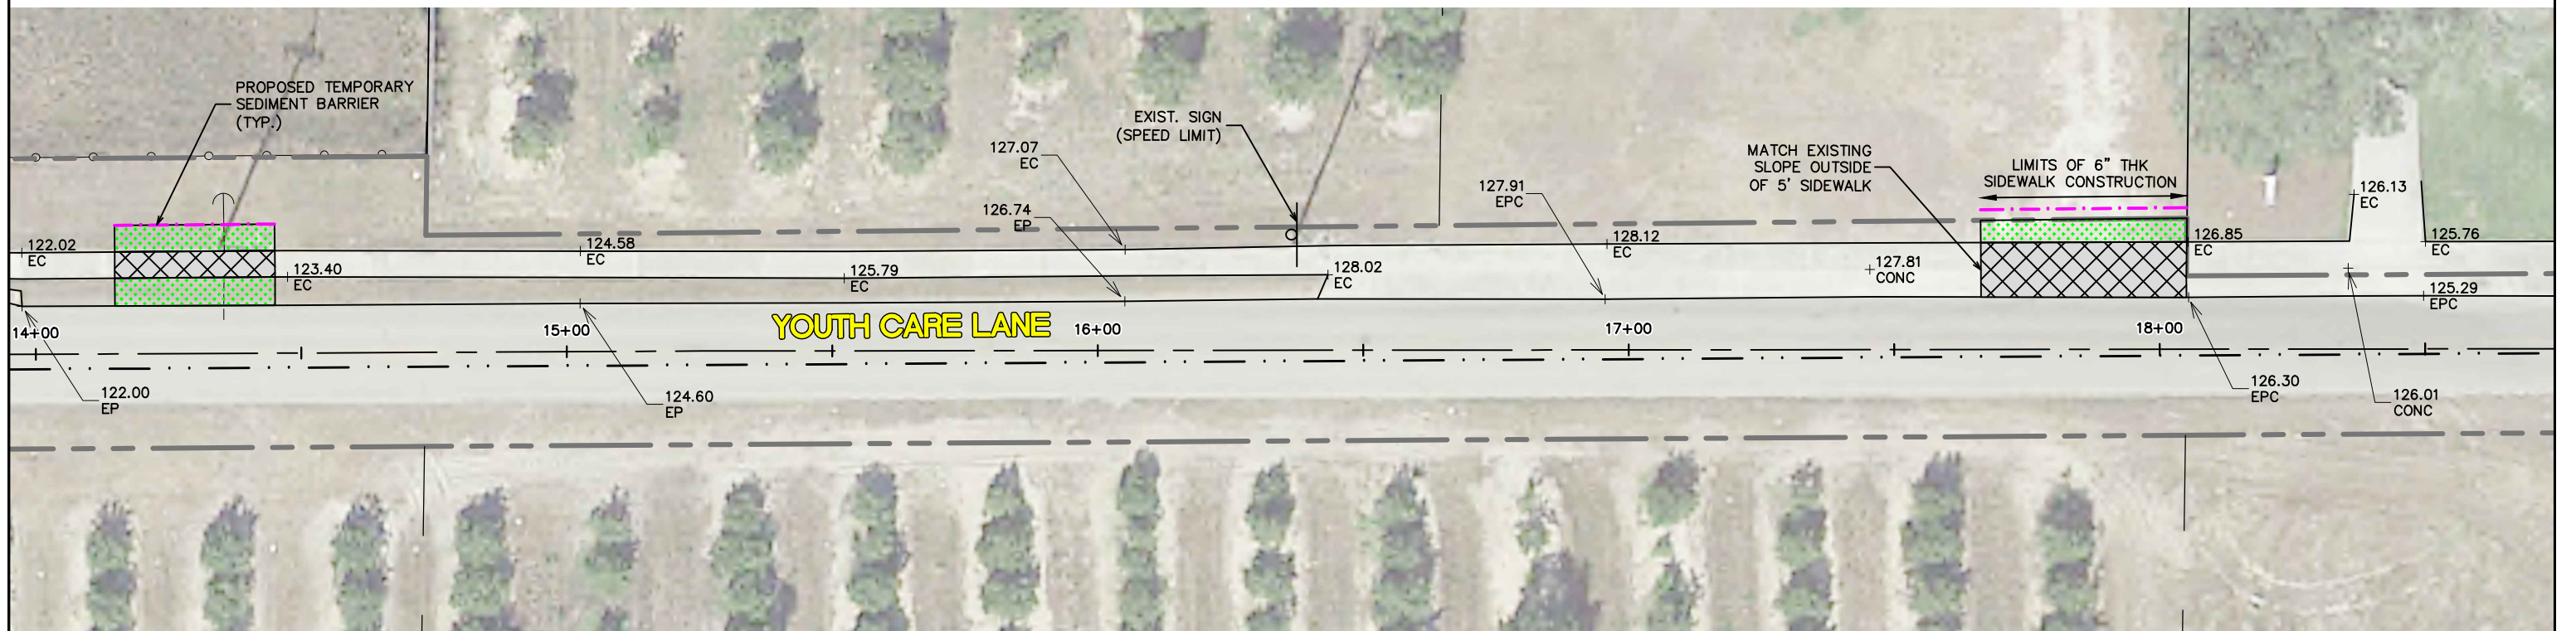 PROPOSED TEMPORARY
SEDIMENT BARRIER
(TYP.)
EXIST. SIGN
(SPEED LIMIT)
127.07
EC
126.74
EP
127.91
EPC
MATCH EXISTING
SLOPE OUTSIDE
OF 5' SIDEWALK
LIMITS OF 6" THK
SIDEWALK CONSTRUCTION
126.13
EC
122.02
EC
123.40
EC
124.58
EC
125.79
EC
128.02
EC
128.12
EC
127.81
CONC
126.85
EC
125.76
EC
125.29
EPC
14+00
15+00
YOUTH CARE LANE
16+00
17+00
18+00
122.00
EP
124.60
EP
126.30
EPC
126.01
CONC